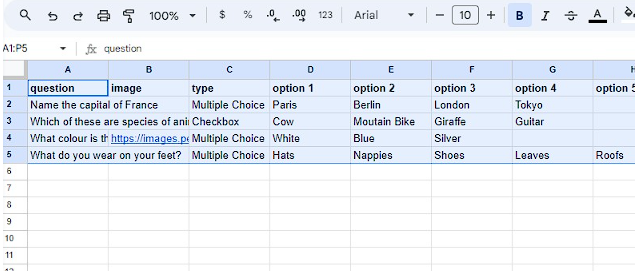 100% $ % .0 .00 123 Arial 10 B I A
A1:P5 fx question
A B C D E F G
1 question image type option 1 option 2 option 3 option 4 option 5
2 Name the capital of France Multiple Choice Paris Berlin London Tokyo
3 Which of these are species of ani Checkbox Cow Moutain Bike Giraffe Guitar
4 What colour is th https://images.pe Multiple Choice White Blue Silver
5 What do you wear on your feet? Multiple Choice Hats Nappies Shoes Leaves Roofs
6
7
8
9
10
11